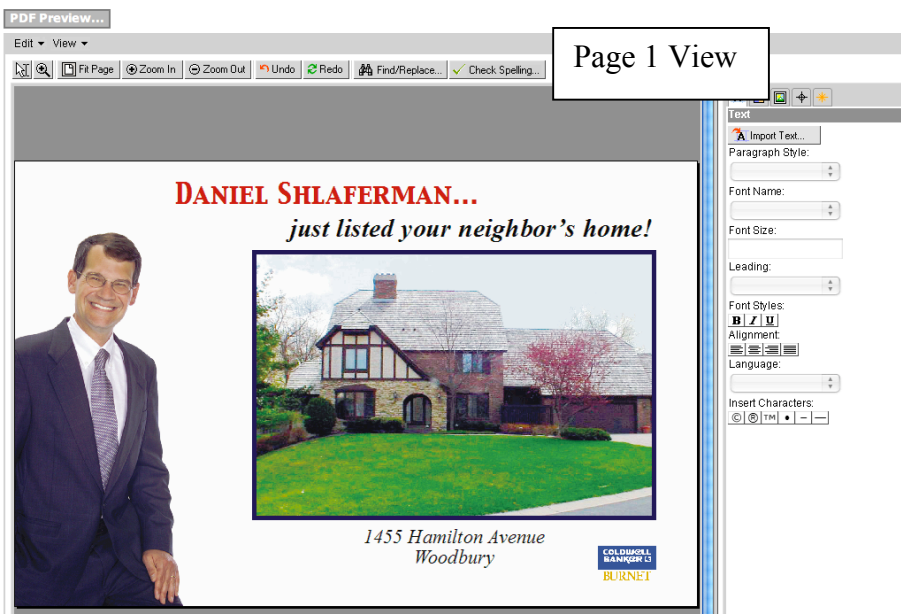 PDF Preview...
Edit View
Page 1 View
Fit Page Zoom In Zoom Out Undo Redo Find/Replace... Check Spelling...
Text
Import Text...
Paragraph Style:
Font Name:
Font Size:
Leading:
Font Styles:
B I U
Alignment:
Language:
Insert Characters:
© ® TM • – —
DANIEL SHLAFERMAN...
just listed your neighbor's home!
1455 Hamilton Avenue
Woodbury
COLDWELL
BANKER
BURNET